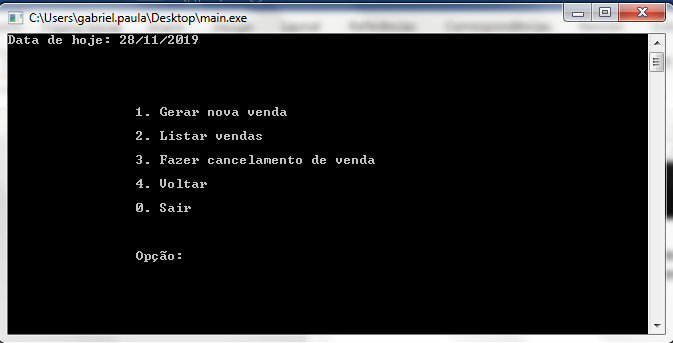 C:\Users\gabriel.paula\Desktop\main.exe
Data de hoje: 28/11/2019
1. Gerar nova venda
2. Listar vendas
3. Fazer cancelamento de venda
4. Voltar
0. Sair
Opção: